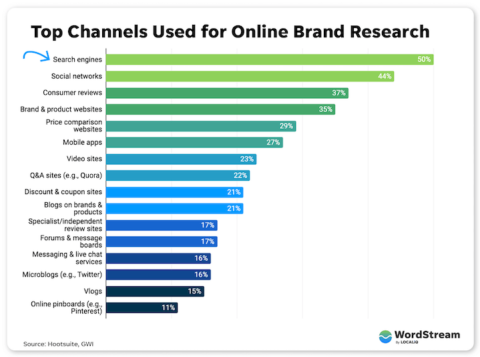 Top Channels Used for Online Brand Research
Search engines 50%
Social networks 44%
Consumer reviews 37%
Brand & product websites 35%
Price comparison
websites 29%
Mobile apps 27%
Video sites 23%
Q&A sites (e.g., Quora) 22%
Discount & coupon sites 21%
Blogs on brands &
products 21%
Specialist/independent
review sites 17%
Forums & message
boards 17%
Messaging & live chat
services 16%
Microblogs (e.g., Twitter) 16%
Vlogs 15%
Online pinboards (e.g.,
Pinterest) 11%
Source: Hootsuite, GWI
WordStream
by LOCALiQ